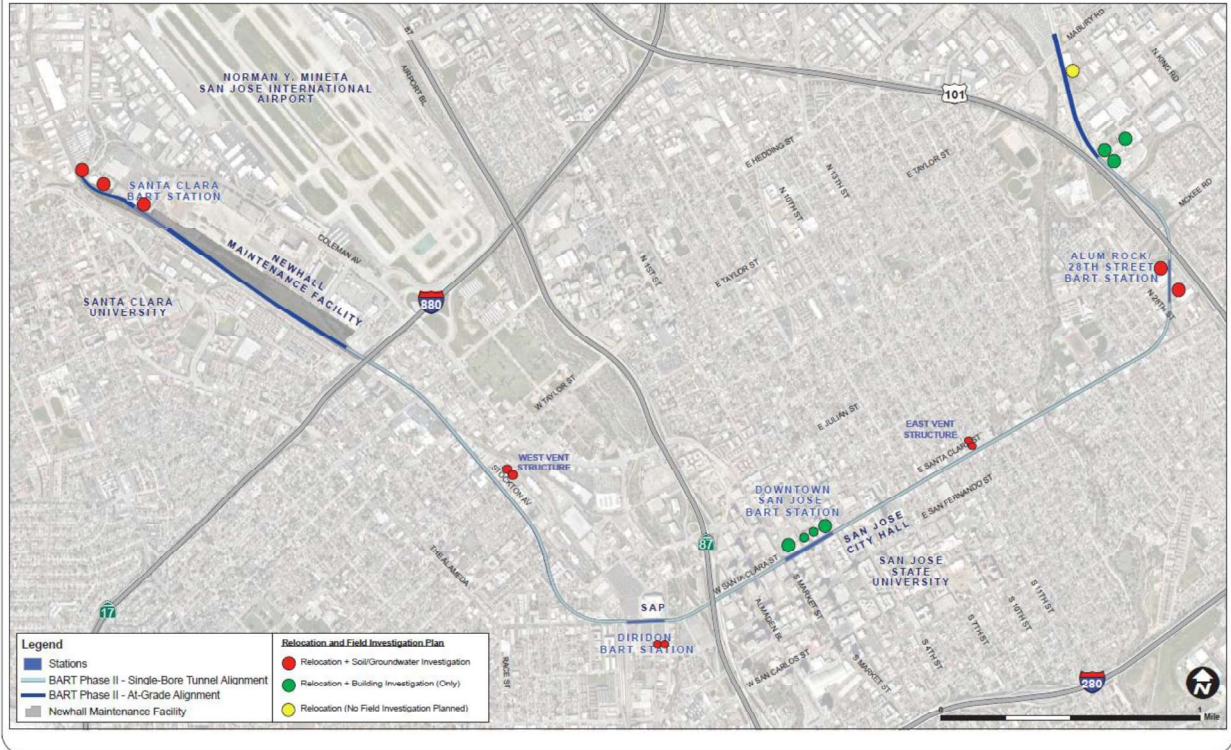 NORMAN Y. MINETA
SAN JOSE INTERNATIONAL
AIRPORT
87
AIRPORT BL
MABURY RD
N KING RD
101
E HEDDING ST
N 13TH ST
E TAYLOR ST
N 10TH ST
MCKEE RD
SANTA CLARA
BART STATION
COLEMAN AV
NEWHALL
MAINTENANCE FACILITY
N 1ST ST
E TAYLOR ST
ALUM ROCK/
28TH STREET
BART STATION
N 28TH ST
SANTA CLARA
UNIVERSITY
880
W TAYLOR ST
E JULIAN ST
EAST VENT
STRUCTURE
E SANTA CLARA ST
WEST VENT
STRUCTURE
STOCKTON AV
E SAN FERNANDO ST
DOWNTOWN
SAN JOSE
BART STATION
SAN JOSE
CITY HALL
87
THE ALAMEDA
W SANTA CLARA ST
SAN JOSE
STATE
UNIVERSITY
S MARKET ST
S 11TH ST
S 10TH ST
17
SAP
ALMADEN BL
S 7TH ST
DIRIDON
BART STATION
S 4TH ST
RACE ST
W SAN CARLOS ST
S MARKET ST
280
N
Legend
Stations
BART Phase II - Single-Bore Tunnel Alignment
BART Phase II - At-Grade Alignment
Newhall Maintenance Facility
Relocation and Field Investigation Plan
Relocation + Soil/Groundwater Investigation
Relocation + Building Investigation (Only)
Relocation (No Field Investigation Planned)
0
1
Mile